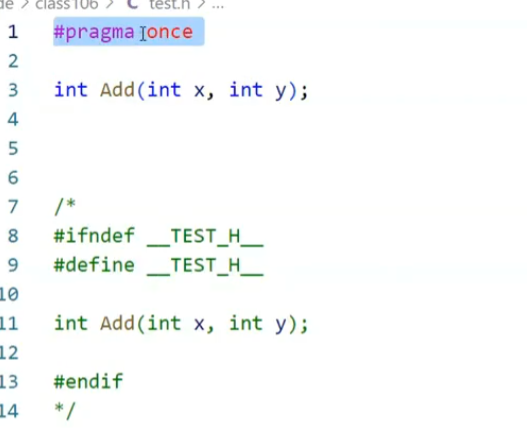 de > class106 > C test.h > ...
1 #pragma once
2
3 int Add(int x, int y);
4
5
6
7 /*
8 #ifndef __TEST_H__
9 #define __TEST_H__
10
11 int Add(int x, int y);
12
13 #endif
14 */